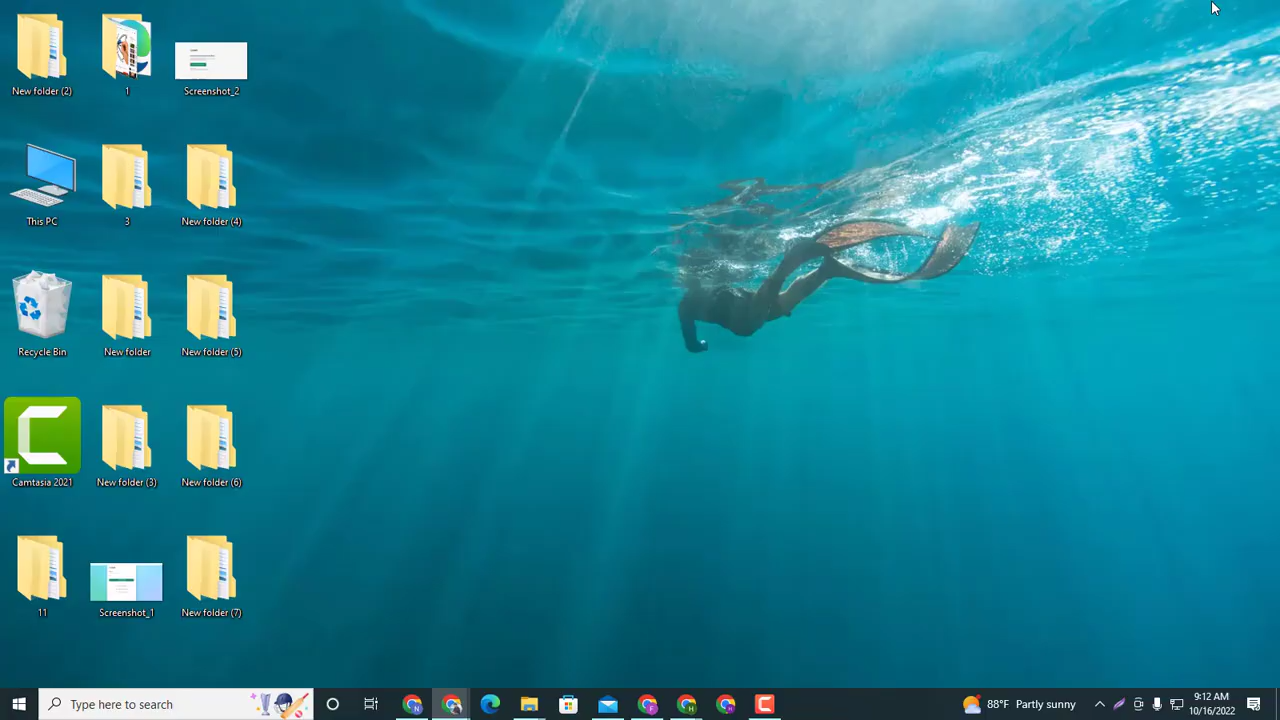 New folder (2)
1
Screenshot_2
This PC
3
New folder (4)
Recycle Bin
New folder
New folder (5)
Camtasia 2021
New folder (3)
New folder (6)
11
Screenshot_1
New folder (7)
Type here to search
88°F Partly sunny
9:12 AM
10/16/2022